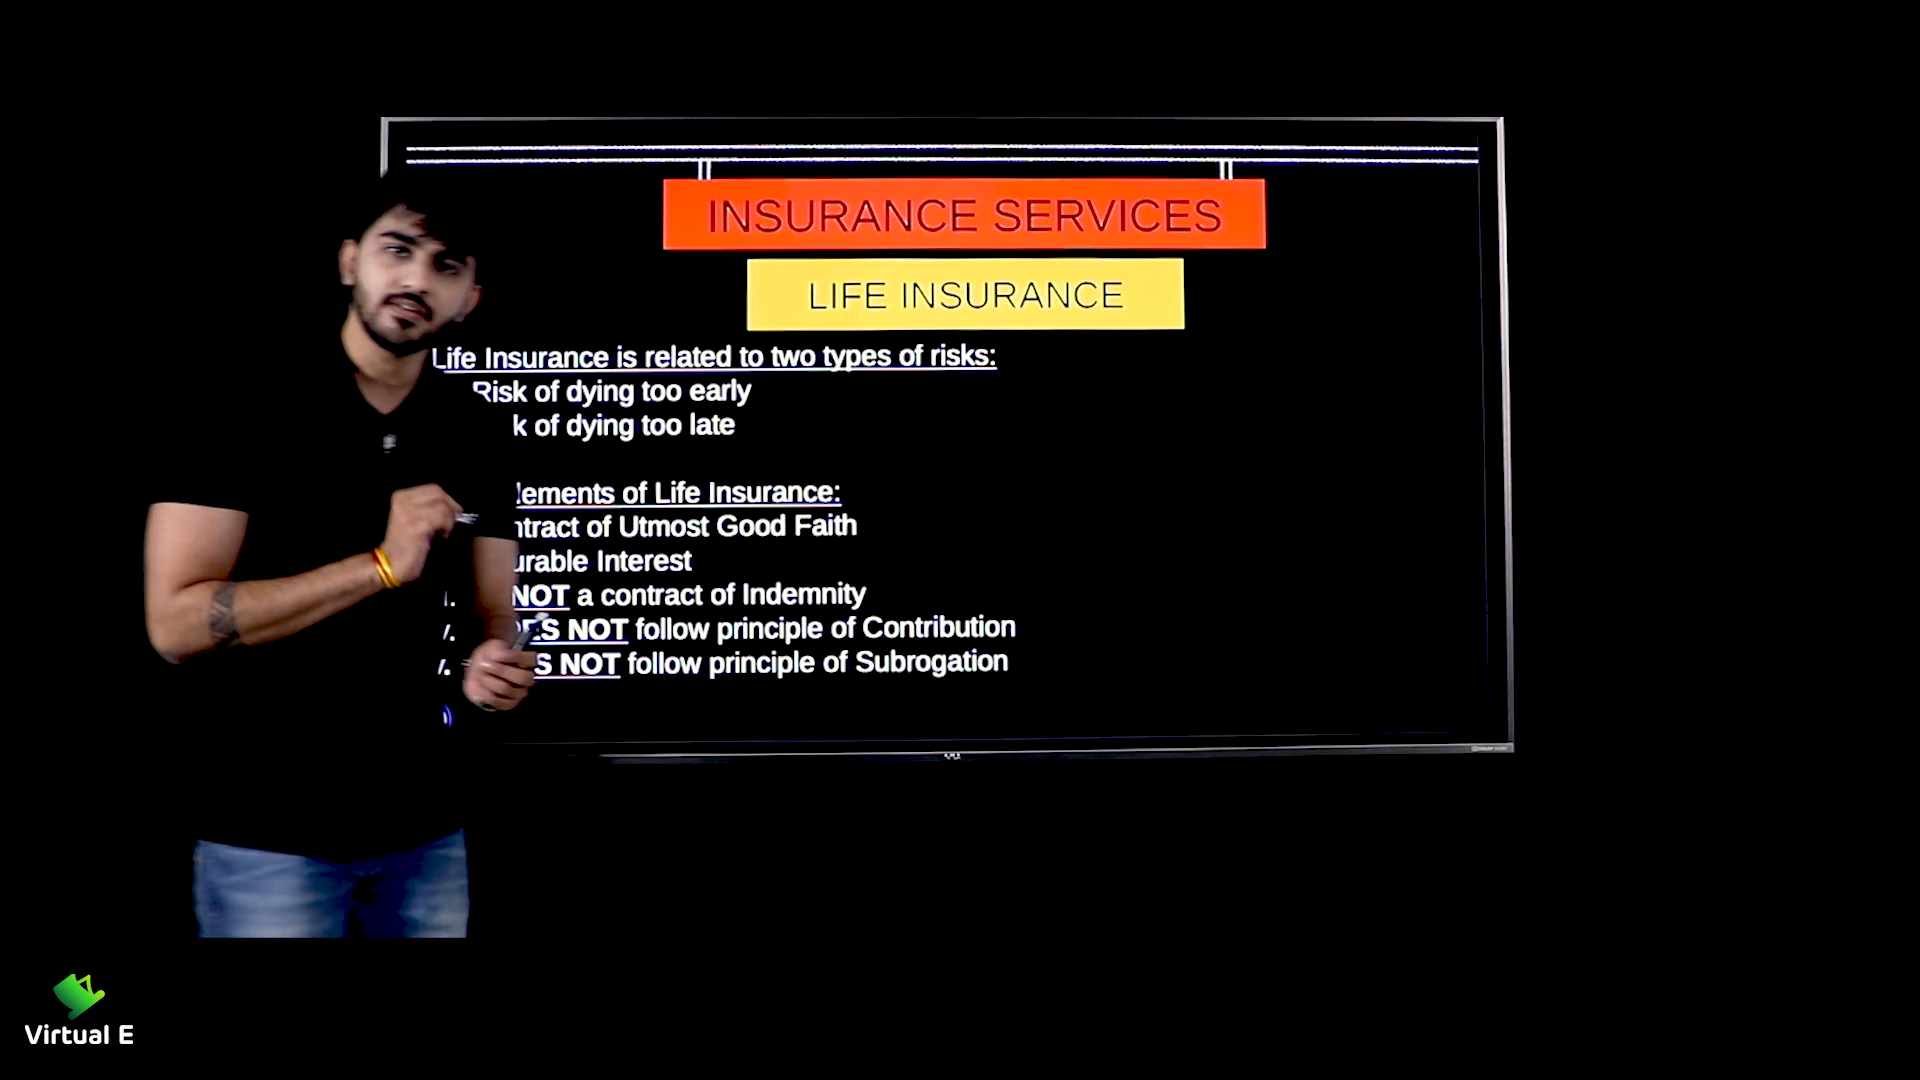 INSURANCE SERVICES
LIFE INSURANCE
Life Insurance is related to two types of risks:
Risk of dying too early
k of dying too late
lements of Life Insurance:
ntract of Utmost Good Faith
urable Interest
NOT a contract of Indemnity
ES NOT follow principle of Contribution
S NOT follow principle of Subrogation
Virtual E